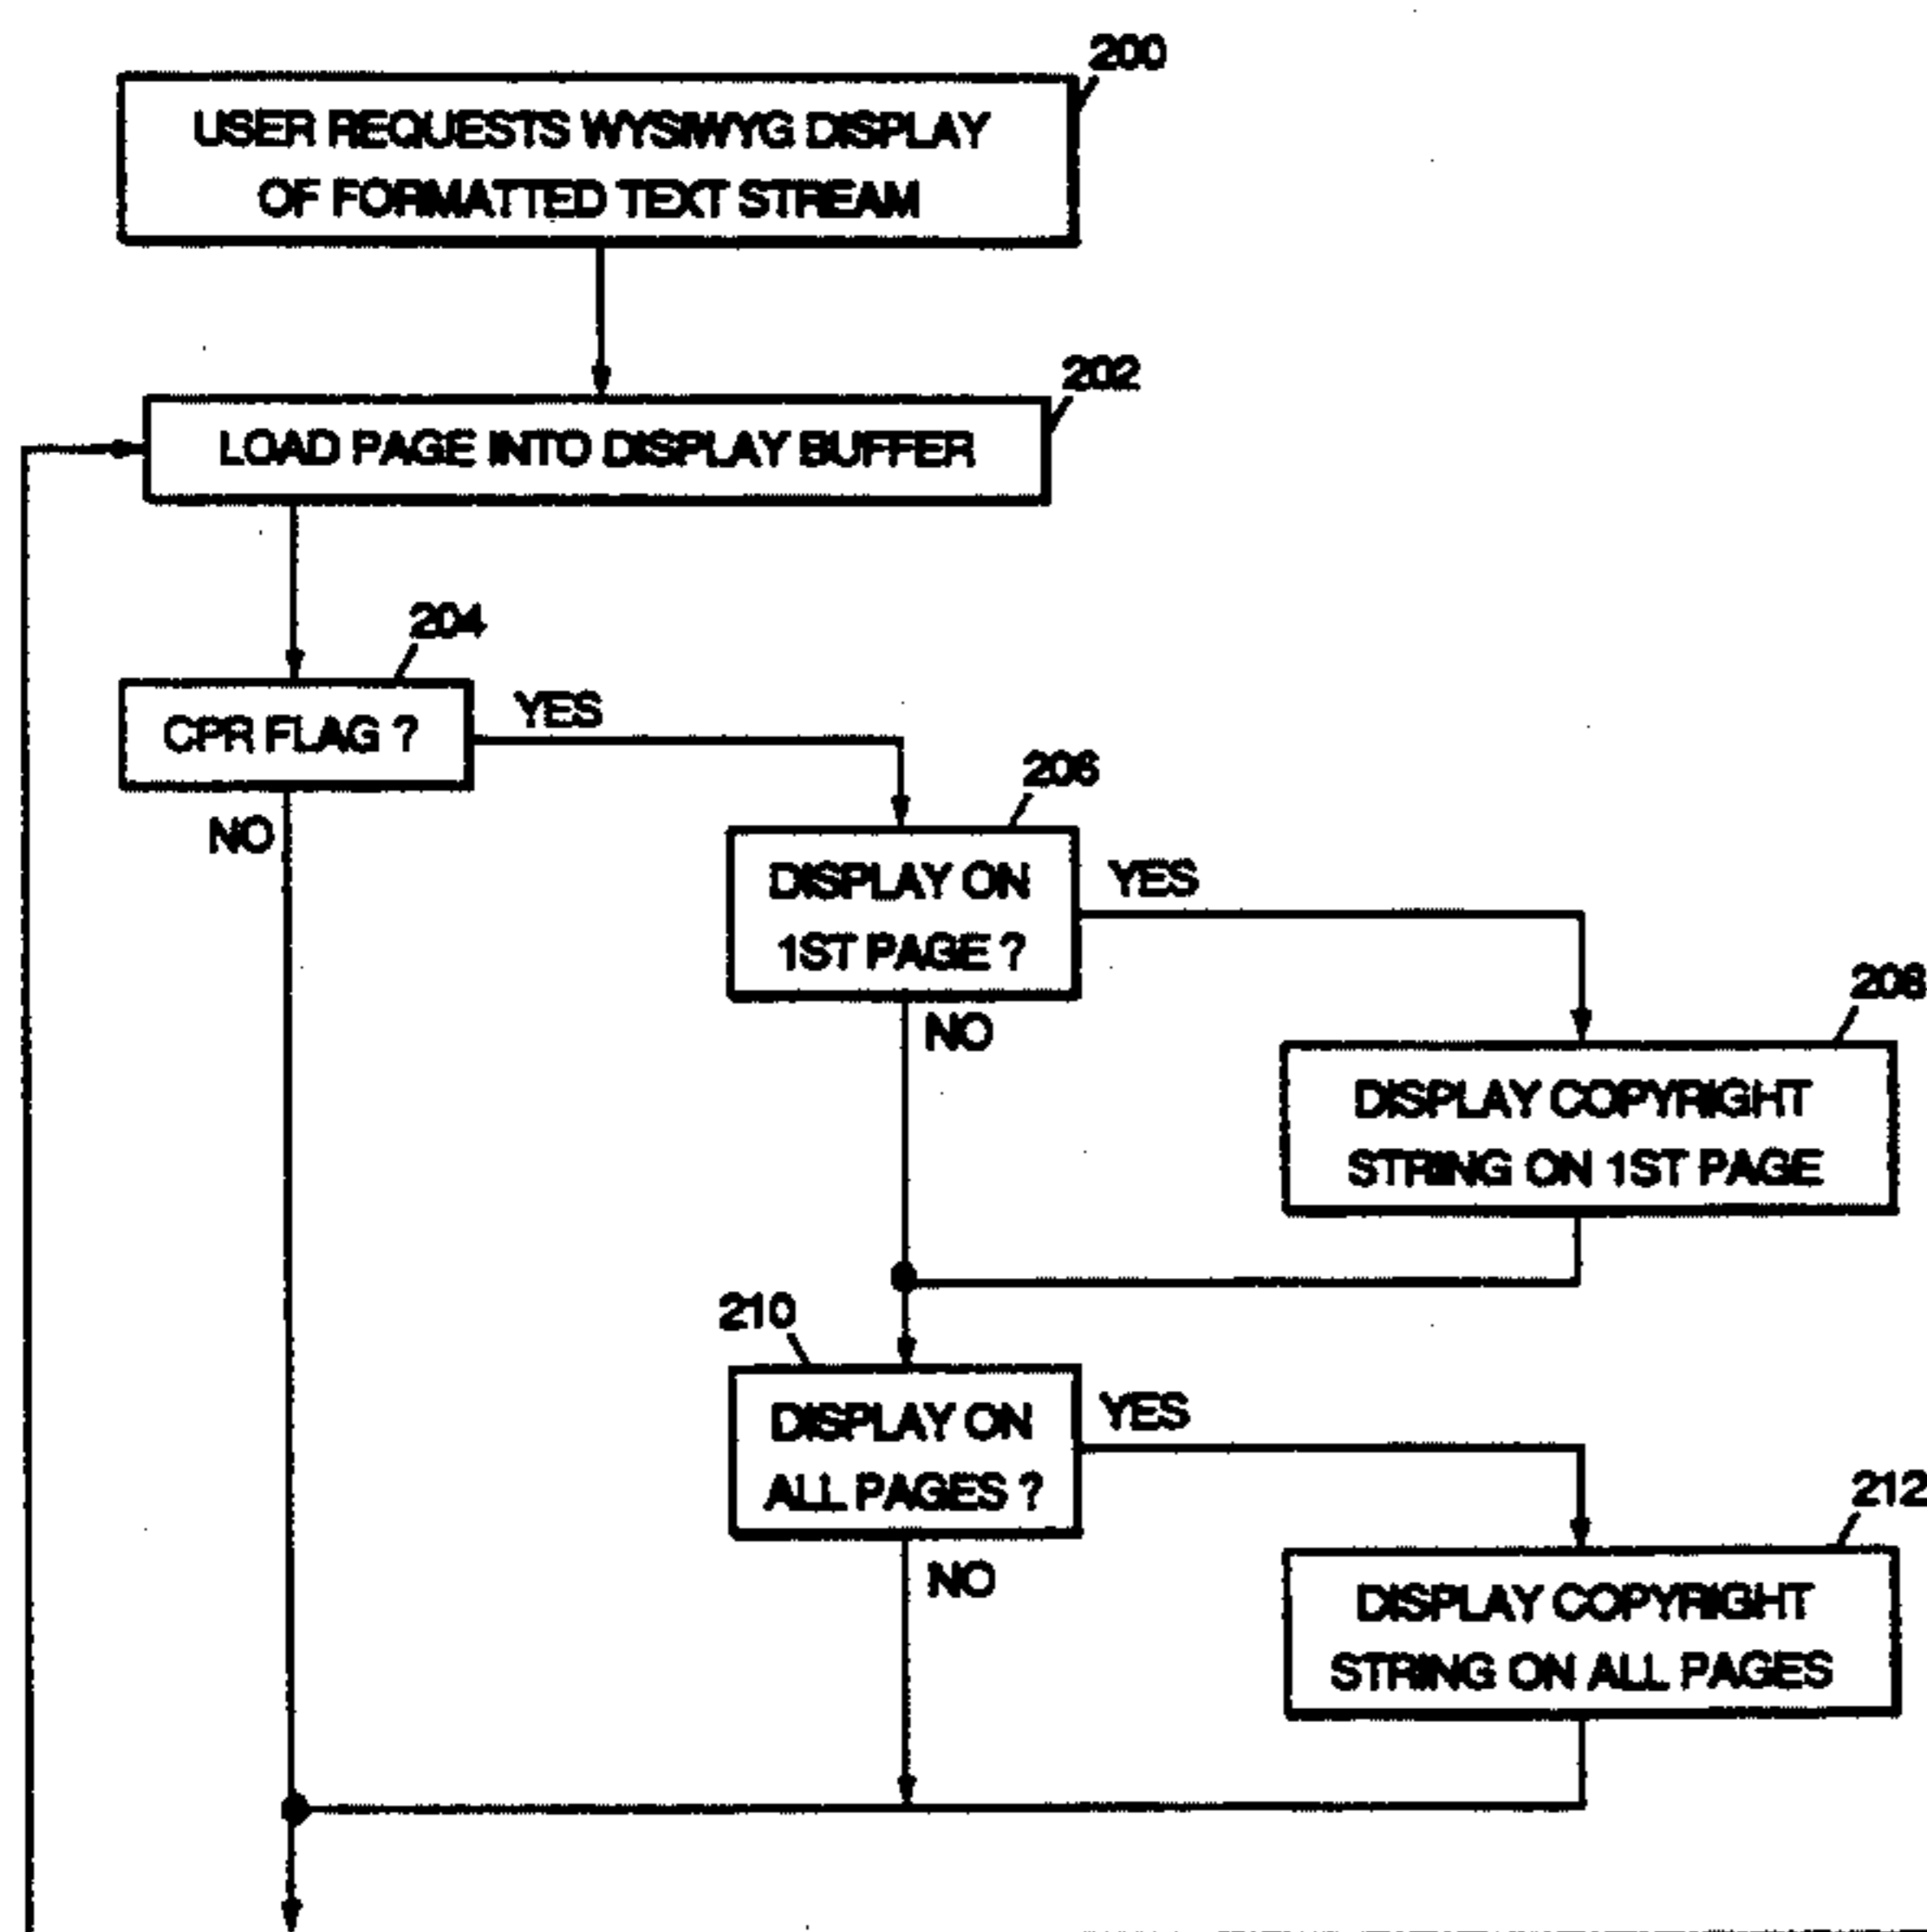 200
USER REQUESTS WYSIWYG DISPLAY
OF FORMATTED TEXT STREAM
202
LOAD PAGE INTO DISPLAY BUFFER
204
CPR FLAG ?
YES
NO
206
DISPLAY ON
1ST PAGE ?
YES
NO
208
DISPLAY COPYRIGHT
STRING ON 1ST PAGE
210
DISPLAY ON
ALL PAGES ?
YES
NO
212
DISPLAY COPYRIGHT
STRING ON ALL PAGES